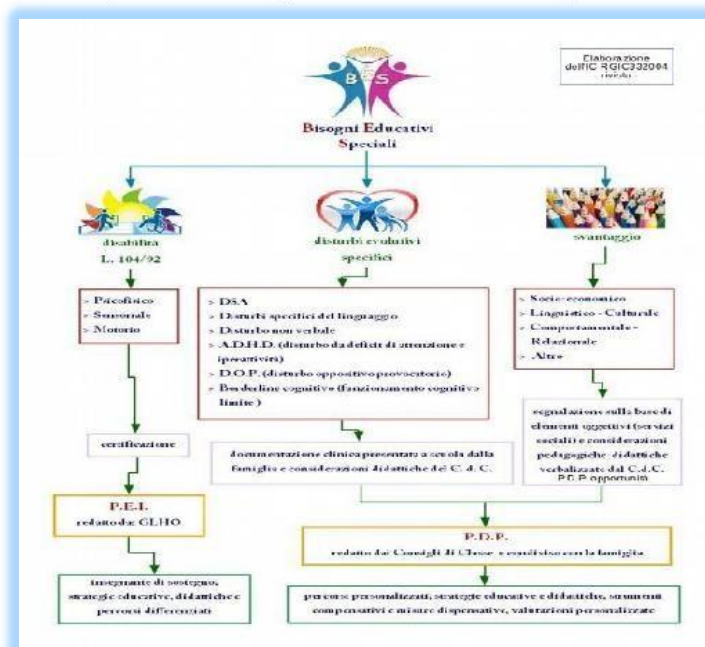 Elaborazione
dell'IC RGIC332004
BES
Bisogni Educativi
Speciali
disabilità
L. 104/92
disturbi evolutivi
specifici
svantaggio
> Psicofisico
> Sensoriale
> Motorio
> DSA
> Disturbi specifici del linguaggio
> Disturbo non verbale
> A.D.H.D. (disturbo da deficit di attenzione e
iperattività)
> D.O.P. (disturbo oppositivo provocatorio)
> Borderline cognitivo (funzionamento cognitivo
limite)
> Socio-economico
> Linguistico - Culturale
> Comportamentale -
Relazionale
> Altro
certificazione
documentazione clinica presentata a scuola dalla
famiglia e considerazioni didattiche del C. d. C.
segnalazione sulla base di
elementi oggettivi (servizi
sociali) e considerazioni
pedagogiche didattiche
verbalizzate dal C.d.C.
P.D.P. opportunità
P.E.I.
redatto da: GLHO
P.D.P.
redatto dai Consigli di Classe e condiviso con la famiglia
insegnante di sostegno,
strategie educative, didattiche e
percorsi differenziati
percorsi personalizzati, strategie educative e didattiche, strumenti
compensativi e misure dispensative, valutazioni personalizzate